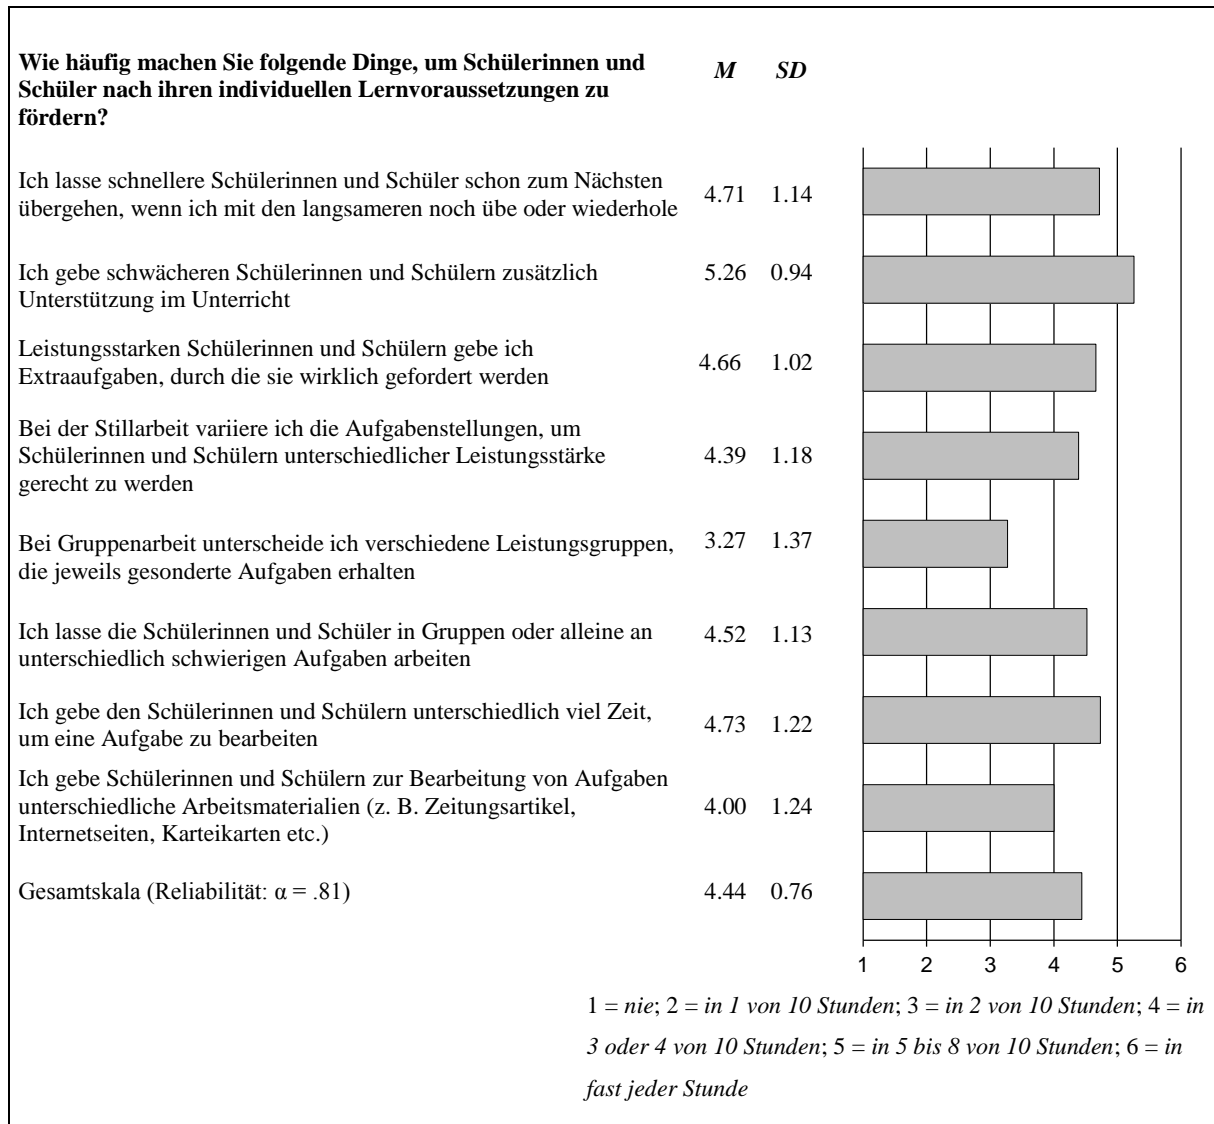 Wie häufig machen Sie folgende Dinge, um Schülerinnen und M SD
Schüler nach ihren individuellen Lernvoraussetzungen zu
fördern?
Ich lasse schnellere Schülerinnen und Schüler schon zum Nächsten
übergehen, wenn ich mit den langsameren noch übe oder wiederhole 4.71 1.14
Ich gebe schwächeren Schülerinnen und Schülern zusätzlich 5.26 0.94
Unterstützung im Unterricht
Leistungsstarken Schülerinnen und Schülern gebe ich
Extraaufgaben, durch die sie wirklich gefordert werden 4.66 1.02
Bei der Stillarbeit variiere ich die Aufgabenstellungen, um
Schülerinnen und Schülern unterschiedlicher Leistungsstärke 4.39 1.18
gerecht zu werden
Bei Gruppenarbeit unterscheide ich verschiedene Leistungsgruppen, 3.27 1.37
die jeweils gesonderte Aufgaben erhalten
Ich lasse die Schülerinnen und Schüler in Gruppen oder alleine an 4.52 1.13
unterschiedlich schwierigen Aufgaben arbeiten
Ich gebe den Schülerinnen und Schülern unterschiedlich viel Zeit, 4.73 1.22
um eine Aufgabe zu bearbeiten
Ich gebe Schülerinnen und Schülern zur Bearbeitung von Aufgaben
unterschiedliche Arbeitsmaterialien (z. B. Zeitungsartikel, 4.00 1.24
Internetseiten, Karteikarten etc.)
Gesamtskala (Reliabilität: α = .81) 4.44 0.76
1 2 3 4 5 6
1 = nie; 2 = in 1 von 10 Stunden; 3 = in 2 von 10 Stunden; 4 = in
3 oder 4 von 10 Stunden; 5 = in 5 bis 8 von 10 Stunden; 6 = in
fast jeder Stunde